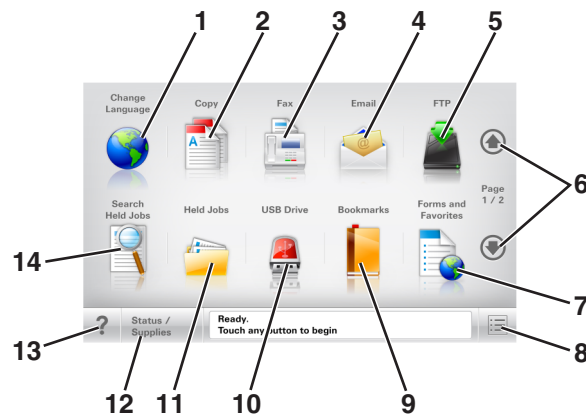 1 2 3 4 5
Change
Language
Copy
Fax
Email
FTP
A
@
6
Page
1 / 2
Search
Held Jobs
Held Jobs
USB Drive
Bookmarks
Forms and
Favorites
14
7
?
Status /
Supplies
Ready.
Touch any button to begin
13
12
11
10
9
8